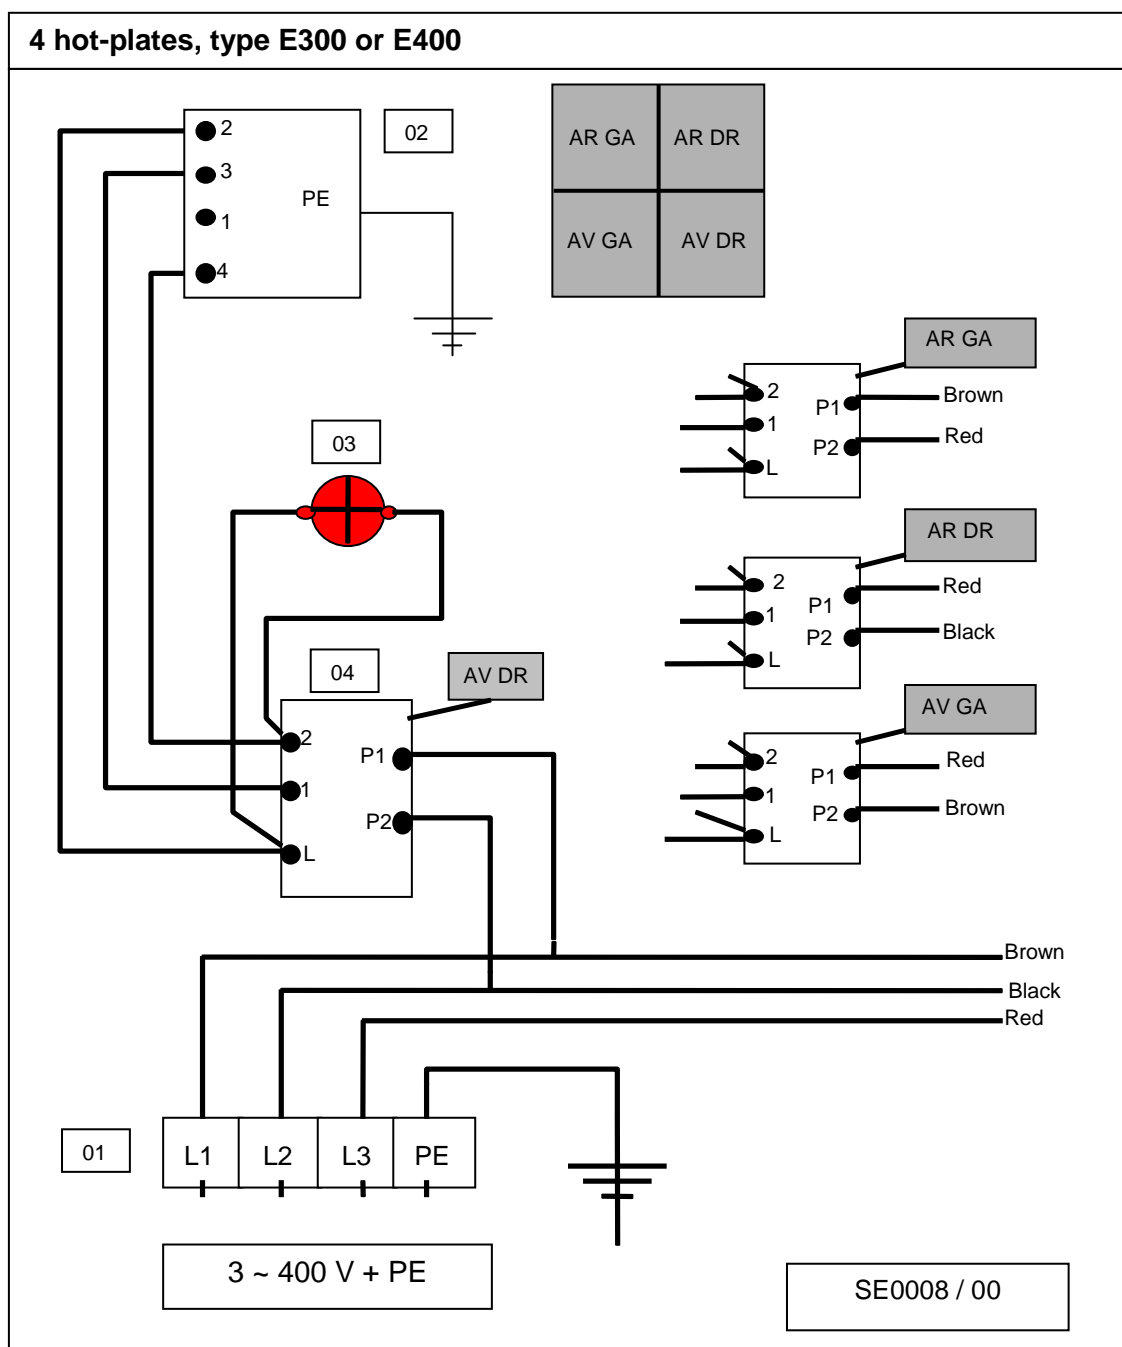 4 hot-plates, type E300 or E400
2
3
1
4
PE
02
AR GA
AR DR
AV GA
AV DR
03
04
AV DR
2
1
L
P1
P2
AR GA
2
1
L
P1
P2
Brown
Red
AR DR
2
1
L
P1
P2
Red
Black
AV GA
2
1
L
P1
P2
Red
Brown
Brown
Black
Red
01
L1
L2
L3
PE
3 ~ 400 V + PE
SE0008 / 00